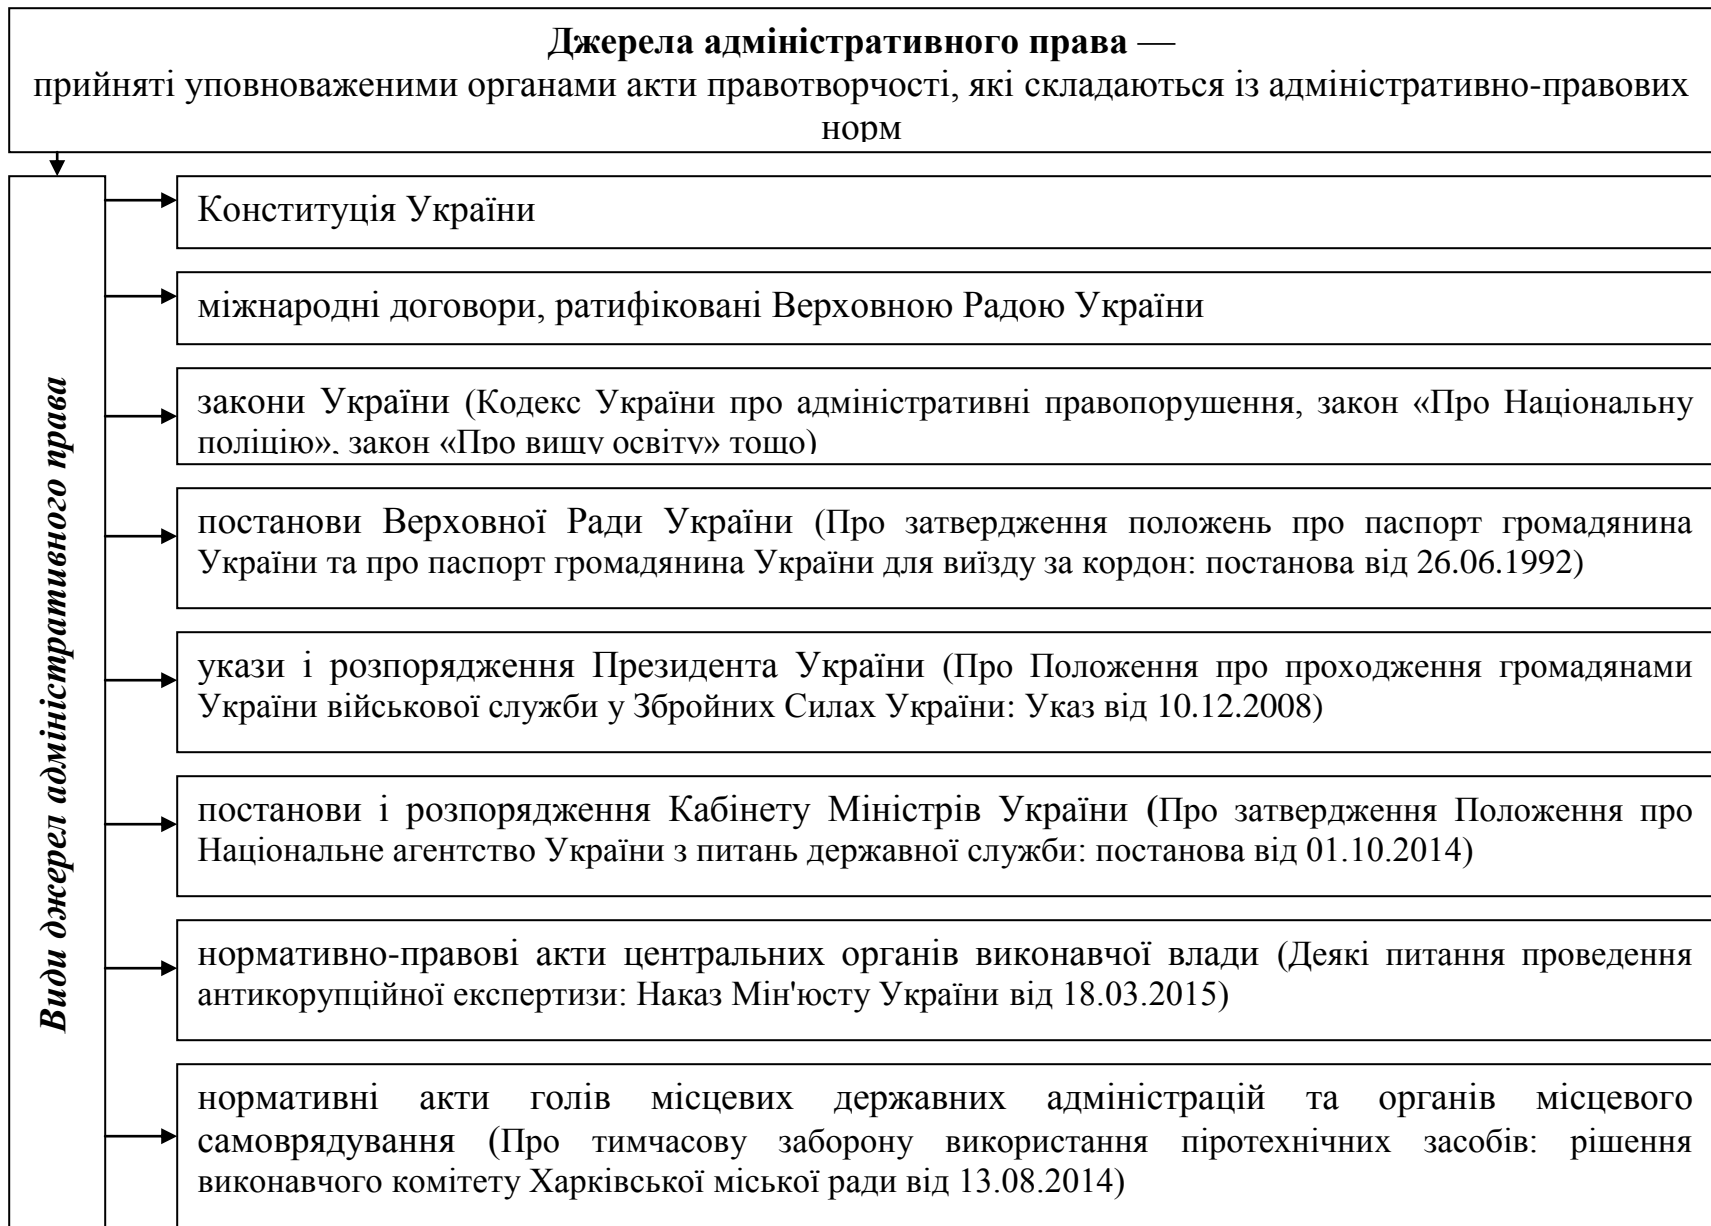 Джерела адміністративного права —
прийняті уповноваженими органами акти правотворчості, які складаються із адміністративно-правових
норм
Види джерел адміністративного права
Конституція України
міжнародні договори, ратифіковані Верховною Радою України
закони України (Кодекс України про адміністративні правопорушення, закон «Про Національну
поліцію», закон «Про вищу освіту» тощо)
постанови Верховної Ради України (Про затвердження положень про паспорт громадянина
України та про паспорт громадянина України для виїзду за кордон: постанова від 26.06.1992)
укази і розпорядження Президента України (Про Положення про проходження громадянами
України військової служби у Збройних Силах України: Указ від 10.12.2008)
постанови і розпорядження Кабінету Міністрів України (Про затвердження Положення про
Національне агентство України з питань державної служби: постанова від 01.10.2014)
нормативно-правові акти центральних органів виконавчої влади (Деякі питання проведення
антикорупційної експертизи: Наказ Мін'юсту України від 18.03.2015)
нормативні акти голів місцевих державних адміністрацій та органів місцевого
самоврядування (Про тимчасову заборону використання піротехнічних засобів: рішення
виконавчого комітету Харківської міської ради від 13.08.2014)